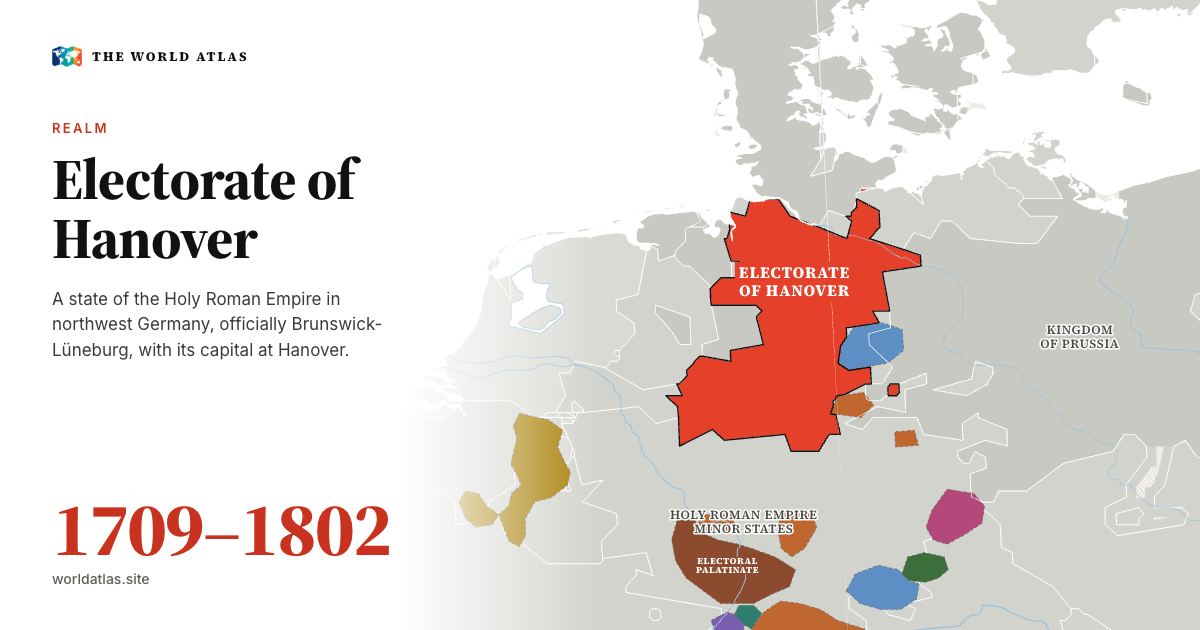 THE WORLD ATLAS
REALM
Electorate of
Hanover
A state of the Holy Roman Empire in
northwest Germany, officially Brunswick-
Lüneburg, with its capital at Hanover.
1709–1802
worldatlas.site
ELECTORATE
OF HANOVER
KINGDOM
OF PRUSSIA
HOLY ROMAN EMPIRE
MINOR STATES
ELECTORAL
PALATINATE